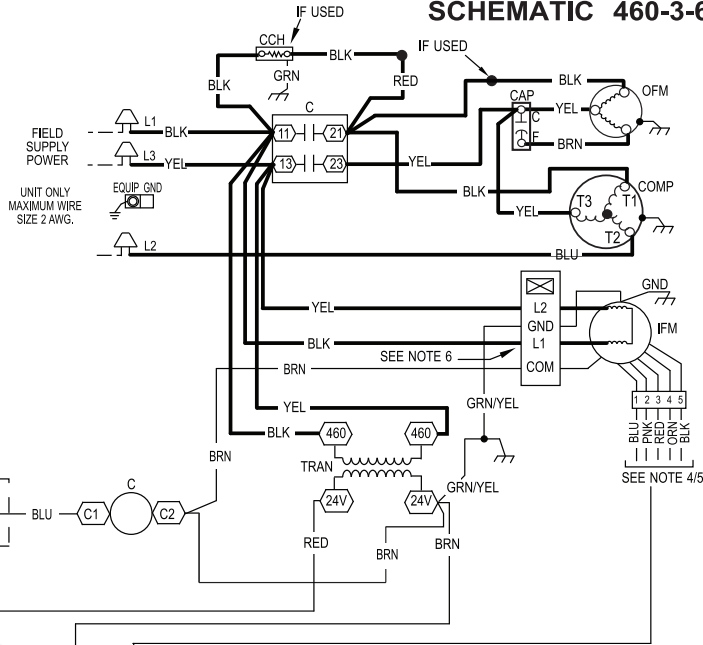 SCHEMATIC 460-3-6
IF USED
CCH
BLK
GRN
BLK
RED
IF USED
BLK
OFM
CAP
C
F
YEL
BRN
C
11
21
13
23
FIELD
SUPPLY
POWER
L1
BLK
L3
YEL
YEL
BLK
COMP
T3
T1
T2
YEL
UNIT ONLY
MAXIMUM WIRE
SIZE 2 AWG.
EQUIP GND
L2
BLU
GND
IFM
YEL
L2
GND
BLK
L1
SEE NOTE 6
COM
BRN
GRN/YEL
1 2 3 4 5
BLU
PNK
RED
ORN
BLK
SEE NOTE 4/5
YEL
BLK
460
460
BRN
TRAN
24V
24V
GRN/YEL
C
BLU
C1
C2
RED
BRN
BRN